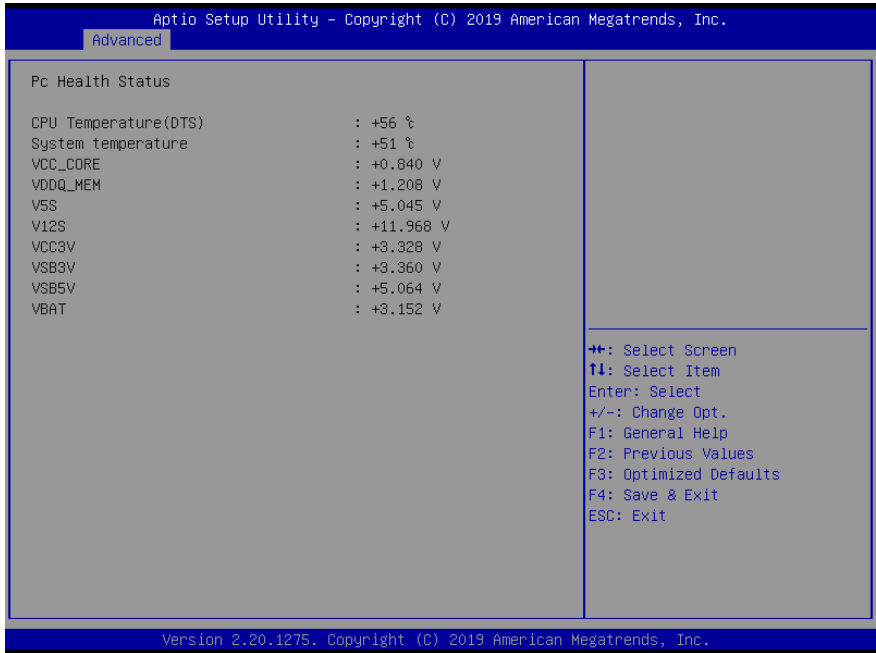 Aptio Setup Utility – Copyright (C) 2019 American Megatrends, Inc.
Advanced
Pc Health Status
CPU Temperature(DTS) : +56 ℃
System temperature : +51 ℃
VCC_CORE : +0.840 V
VDDQ_MEM : +1.208 V
V5S : +5.045 V
V12S : +11.968 V
VCC3V : +3.328 V
VSB3V : +3.360 V
VSB5V : +5.064 V
VBAT : +3.152 V
→←: Select Screen
↑↓: Select Item
Enter: Select
+/-: Change Opt.
F1: General Help
F2: Previous Values
F3: Optimized Defaults
F4: Save & Exit
ESC: Exit
Version 2.20.1275. Copyright (C) 2019 American Megatrends, Inc.